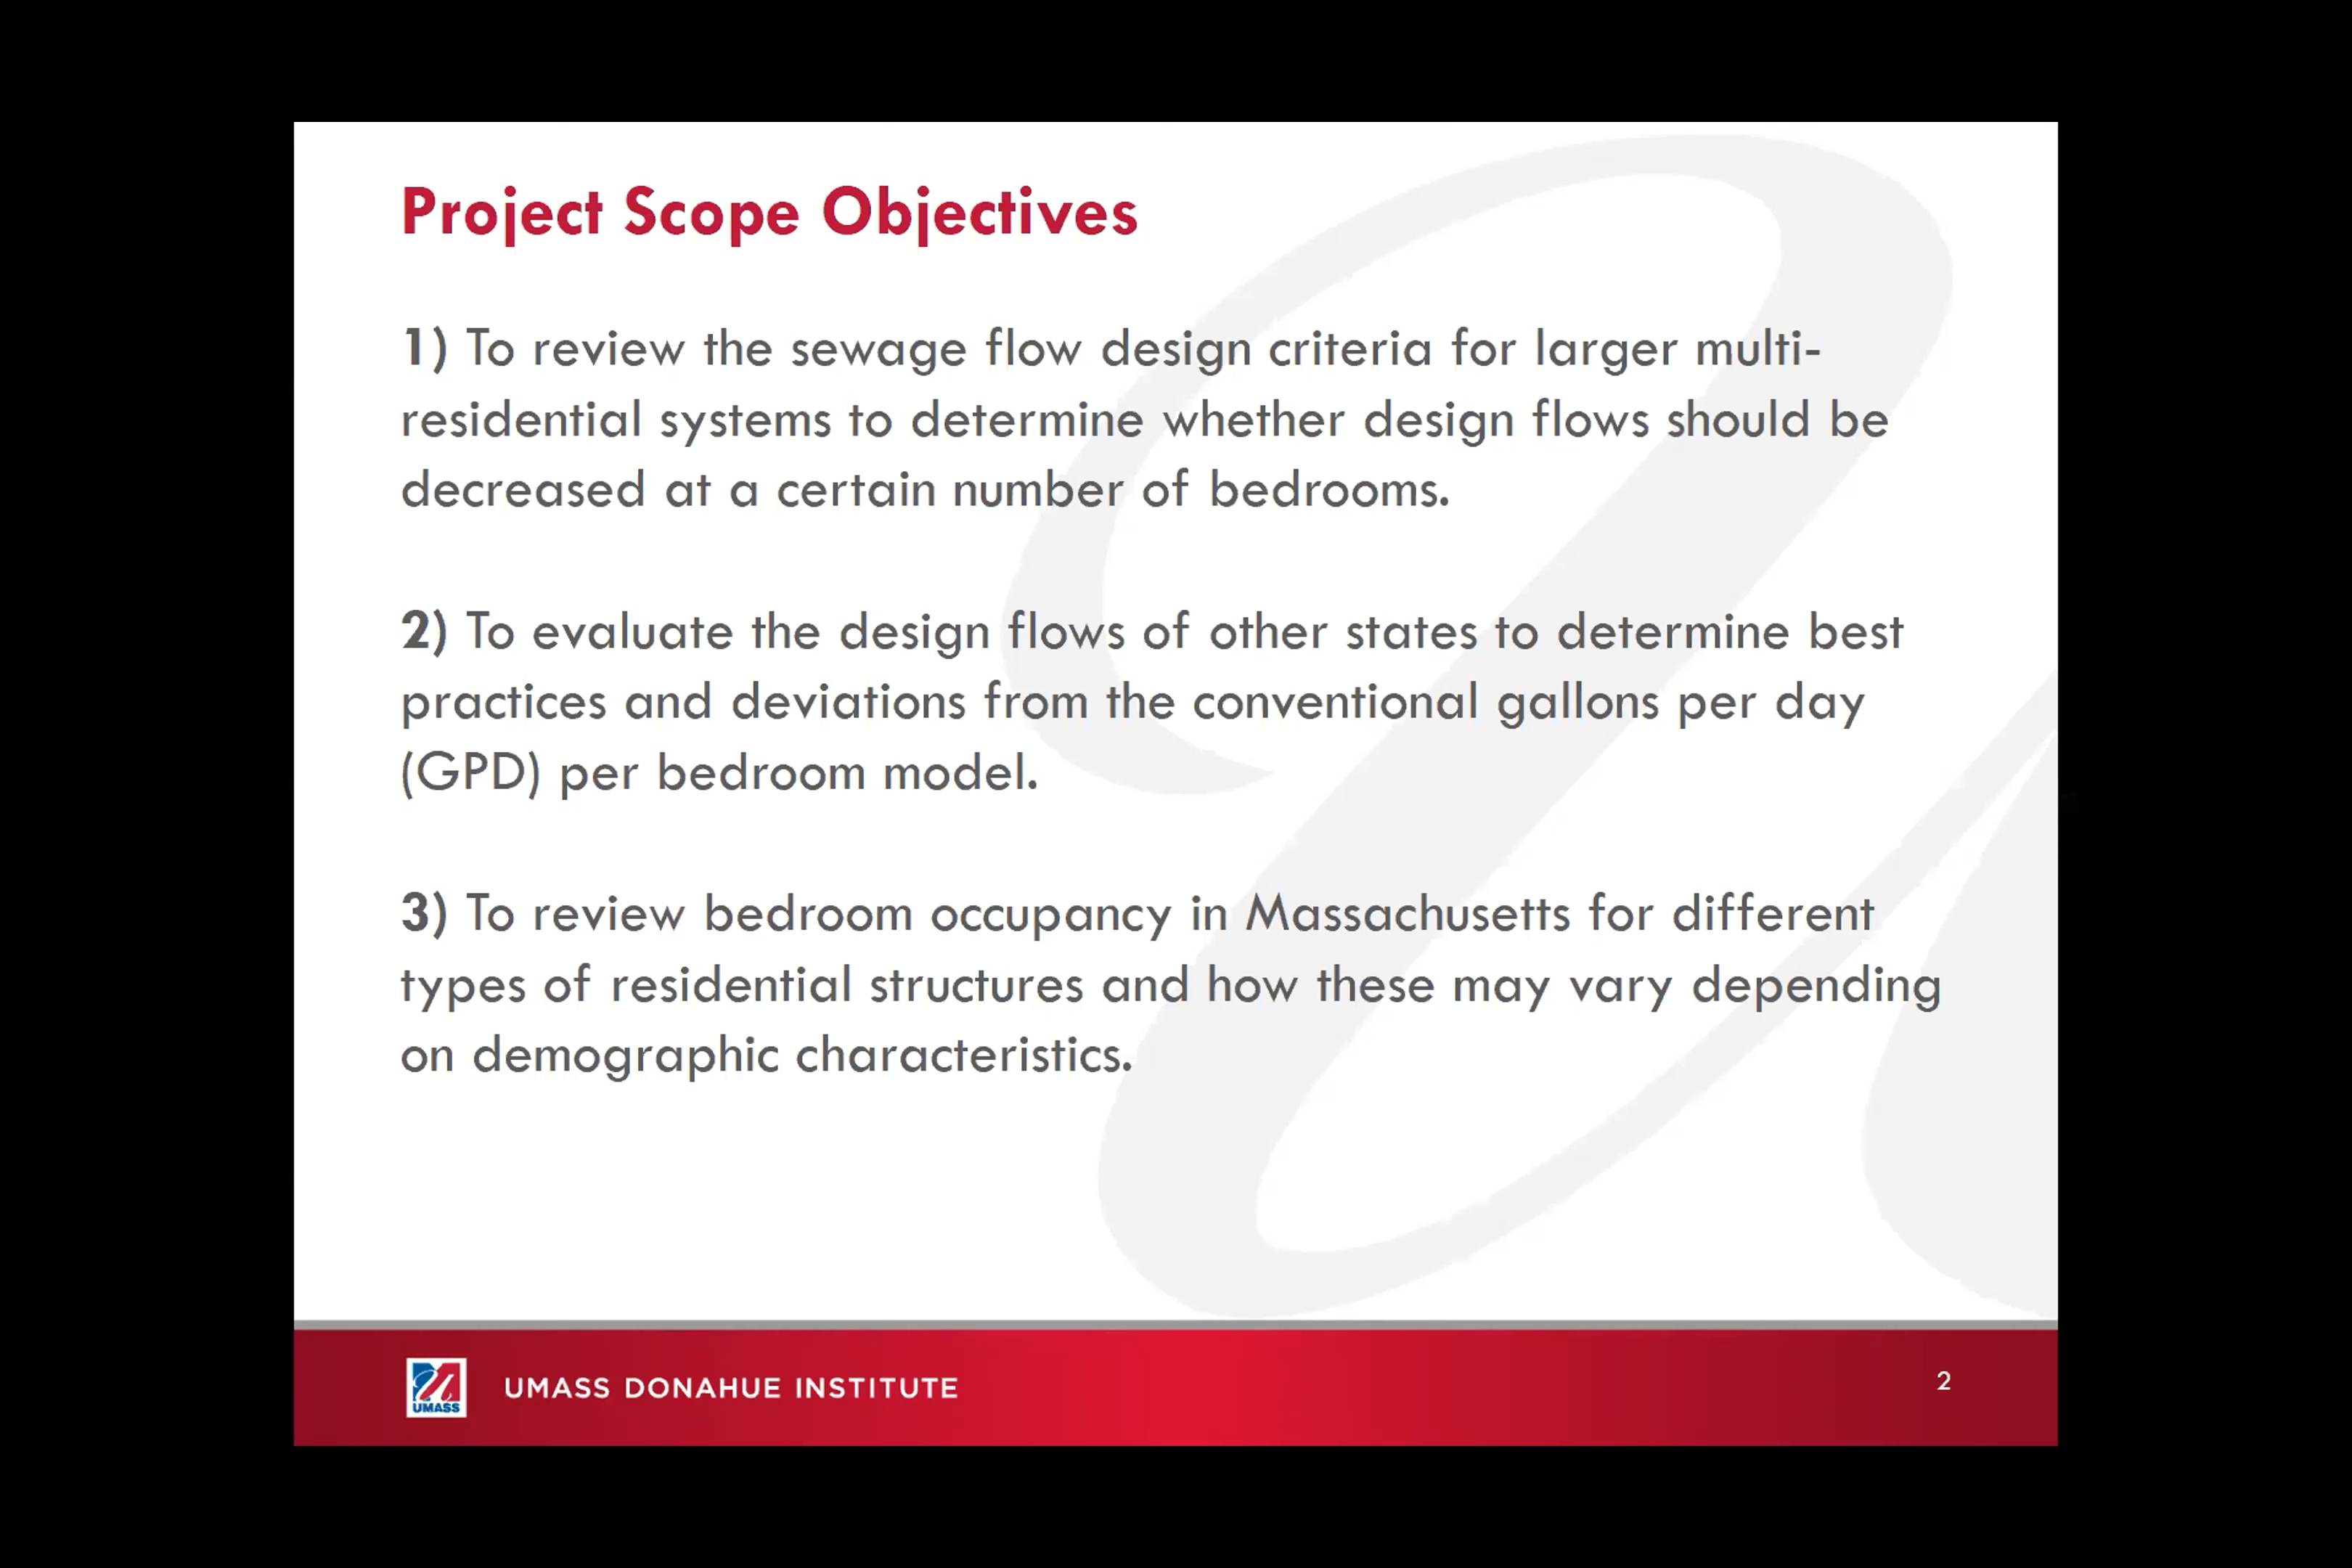 Project Scope Objectives
1) To review the sewage flow design criteria for larger multi-
residential systems to determine whether design flows should be
decreased at a certain number of bedrooms.
2) To evaluate the design flows of other states to determine best
practices and deviations from the conventional gallons per day
(GPD) per bedroom model.
3) To review bedroom occupancy in Massachusetts for different
types of residential structures and how these may vary depending
on demographic characteristics.
UMASS
UMASS DONAHUE INSTITUTE
2